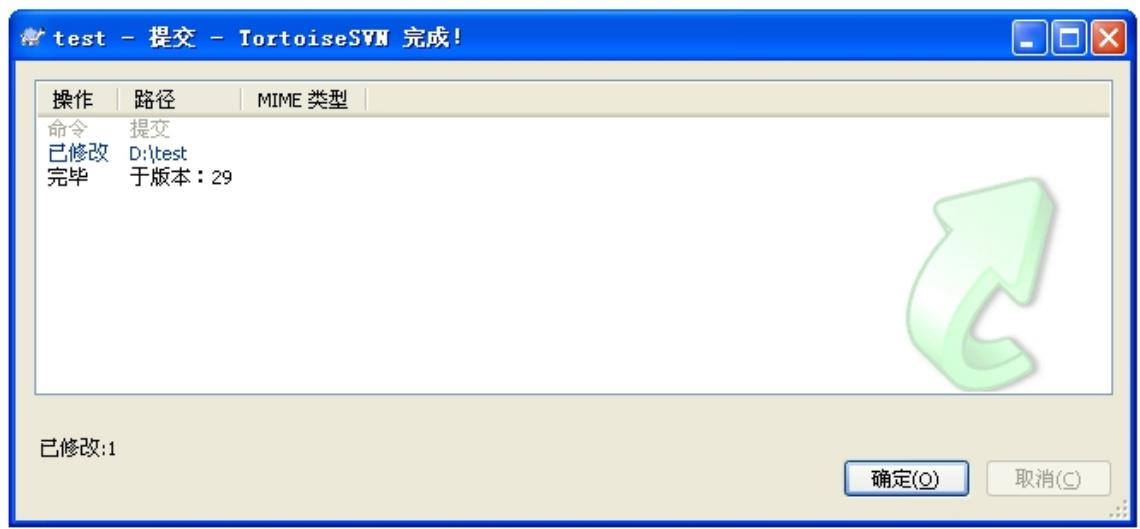 test - 提交 - TortoiseSVN 完成!
操作 路径 MIME 类型
命令 提交
已修改 D:\test
完毕 于版本：29
已修改:1
确定(O) 取消(C)